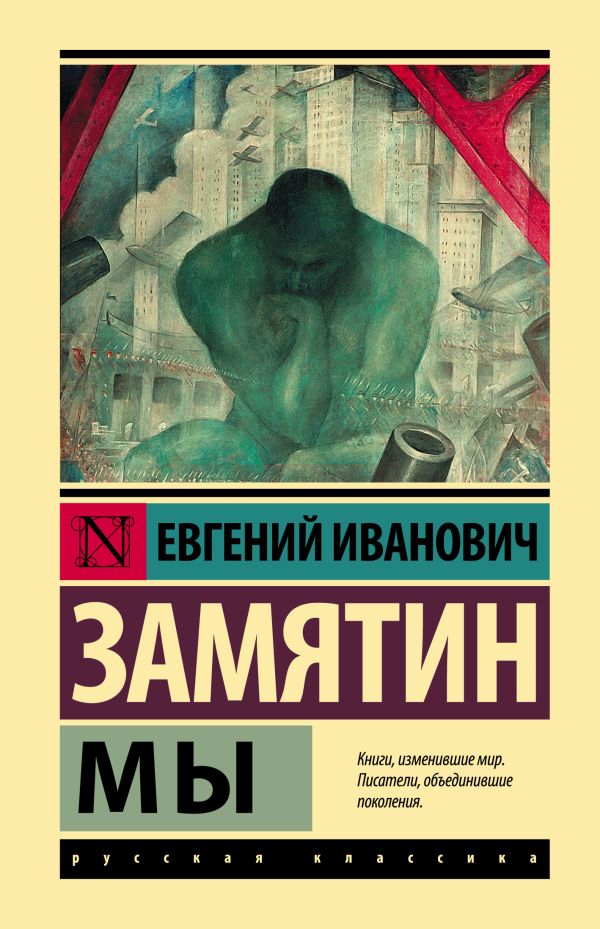 N
ЕВГЕНИЙ ИВАНОВИЧ
ЗАМЯТИН
МЫ
Книги, изменившие мир.
Писатели, объединившие
поколения.
русская классика